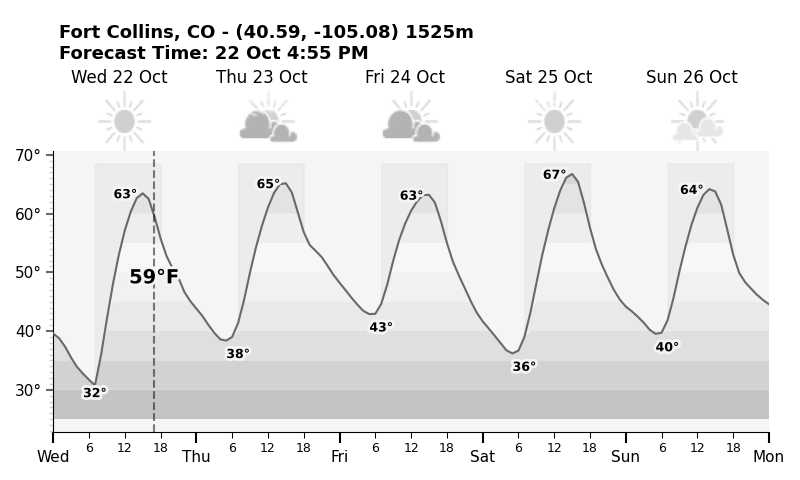 Fort Collins, CO - (40.59, -105.08) 1525m
Forecast Time: 22 Oct 4:55 PM
Wed 22 Oct Thu 23 Oct Fri 24 Oct Sat 25 Oct Sun 26 Oct
70°
67°
65°
63° 63° 64°
60°
59°F
50°
40°
43°
38° 36° 40°
32°
30°
6 12 18 6 12 18 6 12 18 6 12 18 6 12 18
Wed Thu Fri Sat Sun Mon